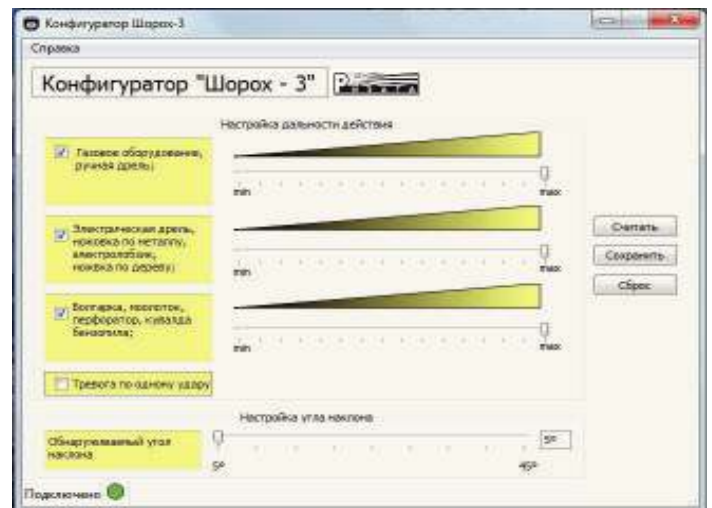 Конфигуратор Шорох-3
Справка
Конфигуратор "Шорох - 3"
Настройка дальности действия
Газовое оборудование,
ручная дрель;
min
max
Электрическая дрель,
ножовка по металлу,
электролобзик,
ножовка по дереву;
min
max
Болгарка, молоток,
перфоратор, кувалда
бензопила;
min
max
Тревога по одному удару
Считать
Сохранить
Сброс
Настройка угла наклона
Обнаруживаемый угол
наклона
5º
5º
45º
Подключено